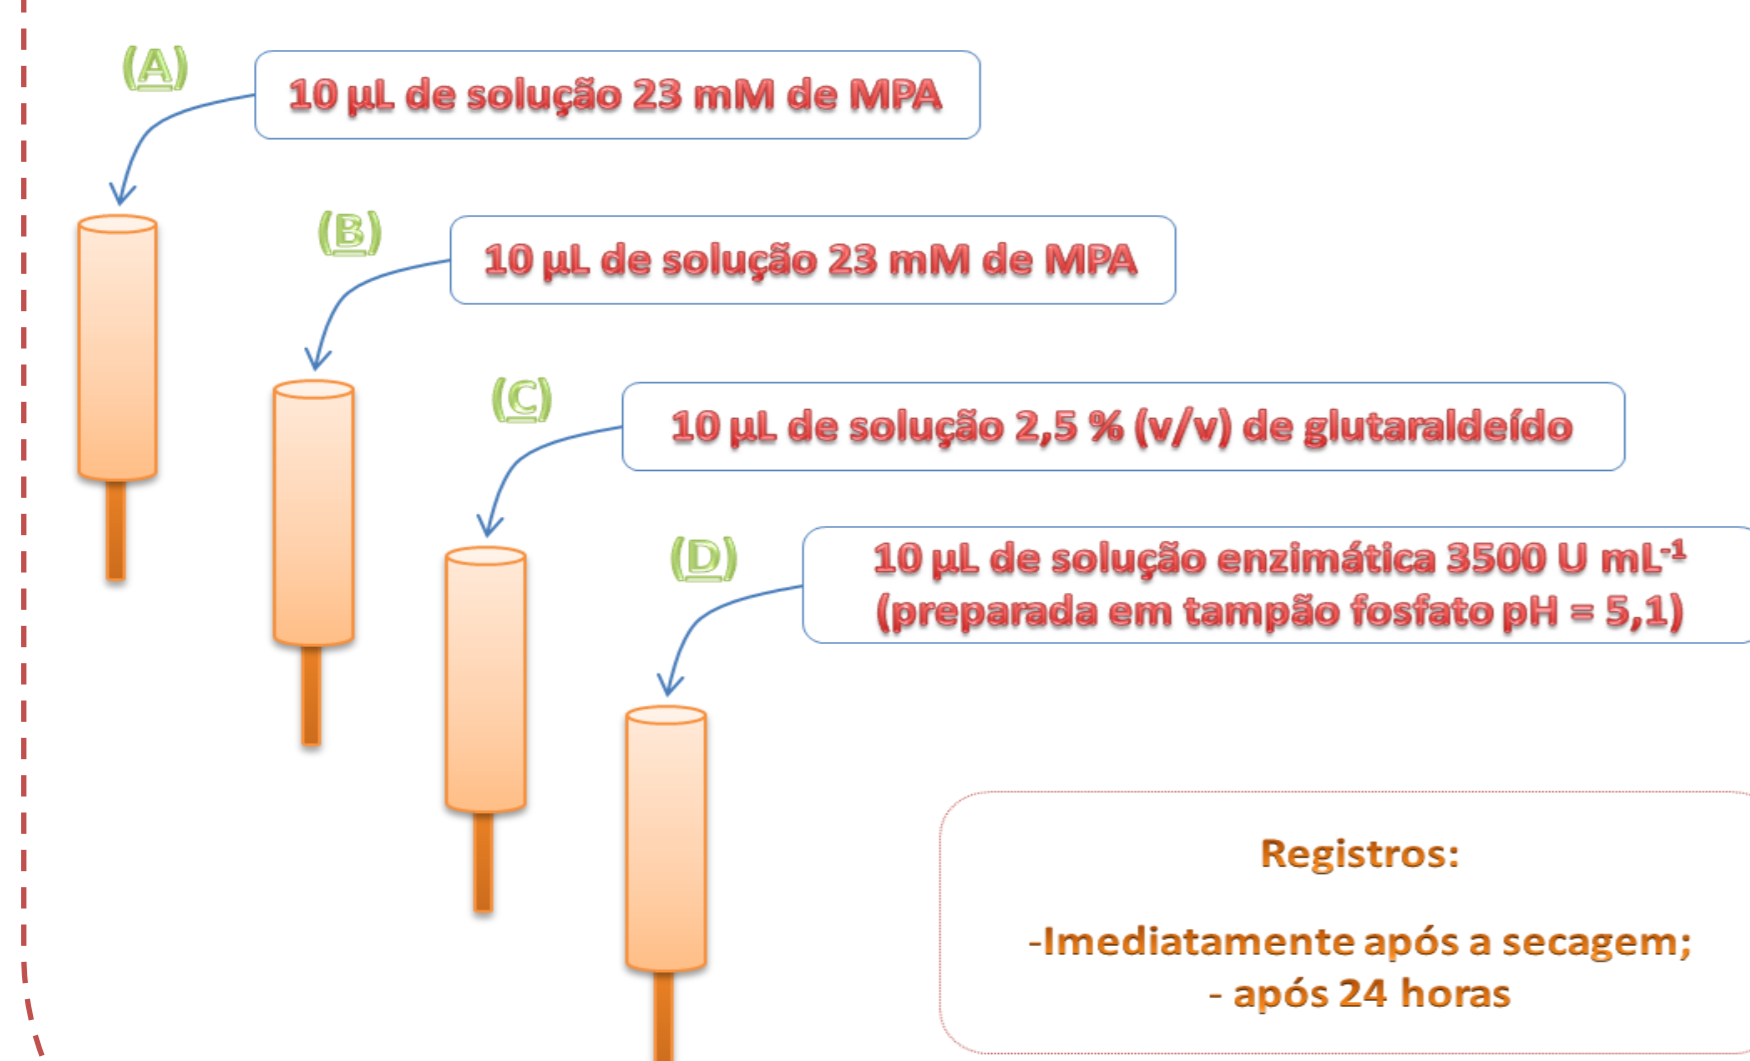 (A)
10 µL de solução 23 mM de MPA
(B)
10 µL de solução 23 mM de MPA
(C)
10 µL de solução 2,5 % (v/v) de glutaraldeído
(D)
10 µL de solução enzimática 3500 U mL⁻¹
(preparada em tampão fosfato pH = 5,1)
Registros:
-Imediatamente após a secagem;
- após 24 horas